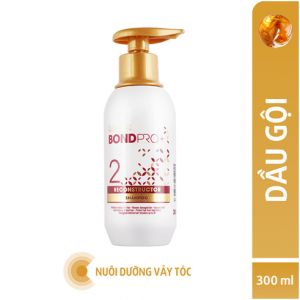 BONDPRO+
2
RECONSTRUCTOR
SHAMPOO
NUÔI DƯỠNG VẢY TÓC
DẦU GỘI
300 ml